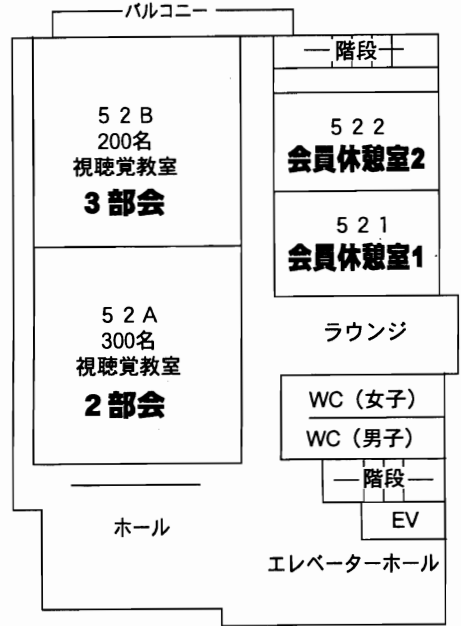 バルコニー
階段
52B
200名
視聴覚教室
3部会
522
会員休憩室2
521
会員休憩室1
52A
300名
視聴覚教室
2部会
ラウンジ
WC（女子）
WC（男子）
階段
EV
ホール
エレベーターホール